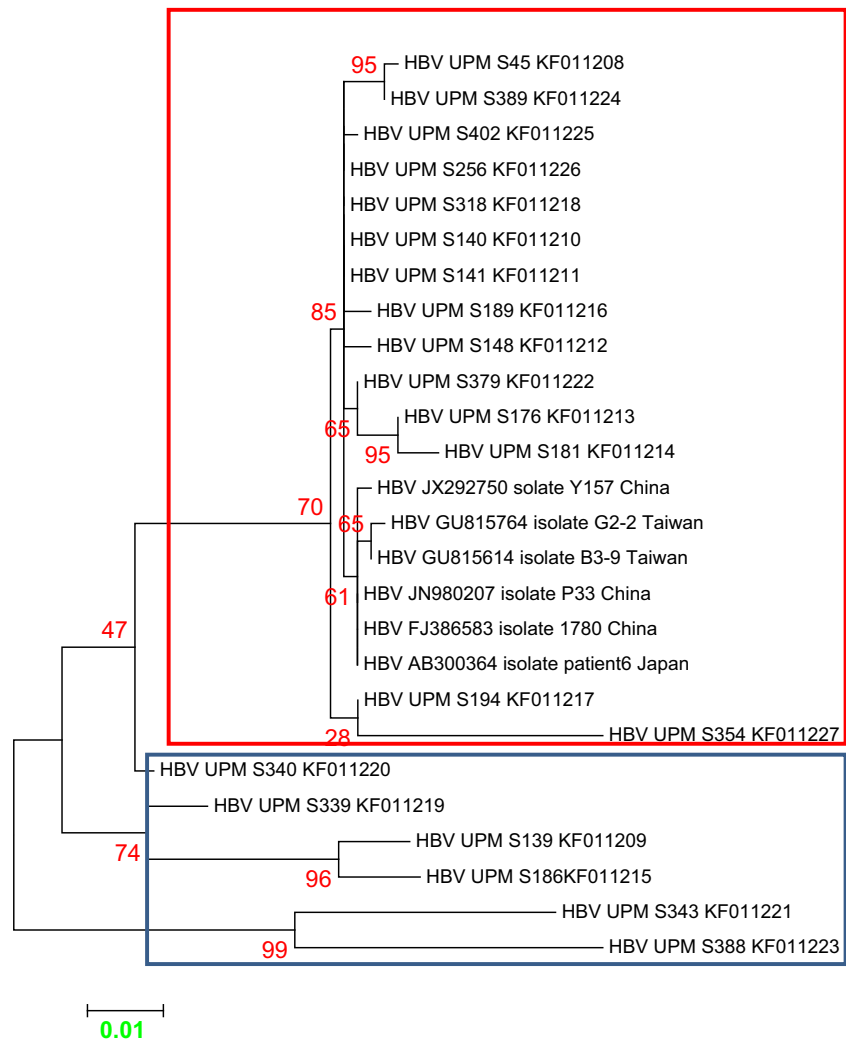 95
HBV UPM S45 KF011208
HBV UPM S389 KF011224
HBV UPM S402 KF011225
HBV UPM S256 KF011226
HBV UPM S318 KF011218
HBV UPM S140 KF011210
HBV UPM S141 KF011211
85
HBV UPM S189 KF011216
HBV UPM S148 KF011212
HBV UPM S379 KF011222
HBV UPM S176 KF011213
65
95
HBV UPM S181 KF011214
HBV JX292750 solate Y157 China
70
65
HBV GU815764 isolate G2-2 Taiwan
HBV GU815614 isolate B3-9 Taiwan
61
HBV JN980207 isolate P33 China
HBV FJ386583 isolate 1780 China
47
HBV AB300364 isolate patient6 Japan
HBV UPM S194 KF011217
28
HBV UPM S354 KF011227
HBV UPM S340 KF011220
HBV UPM S339 KF011219
74
HBV UPM S139 KF011209
96
HBV UPM S186KF011215
HBV UPM S343 KF011221
99
HBV UPM S388 KF011223
0.01